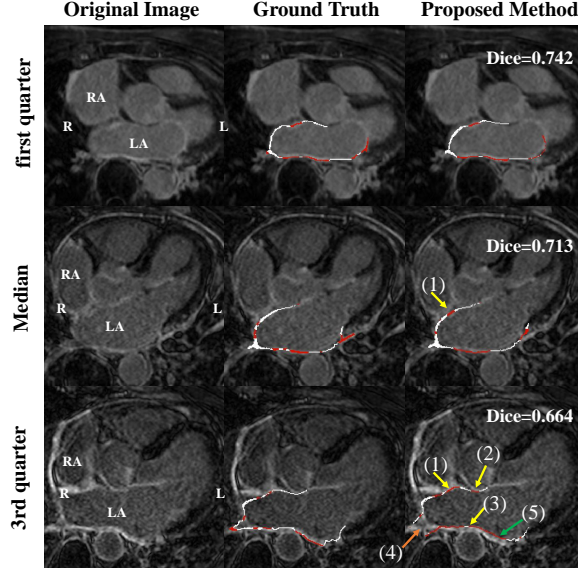 Original Image Ground Truth Proposed Method
first quarter
RA
R
LA
L
Dice=0.742
Median
RA
R
LA
L
Dice=0.713
(1)
3rd quarter
RA
R
LA
L
Dice=0.664
(1)
(2)
(3)
(4)
(5)